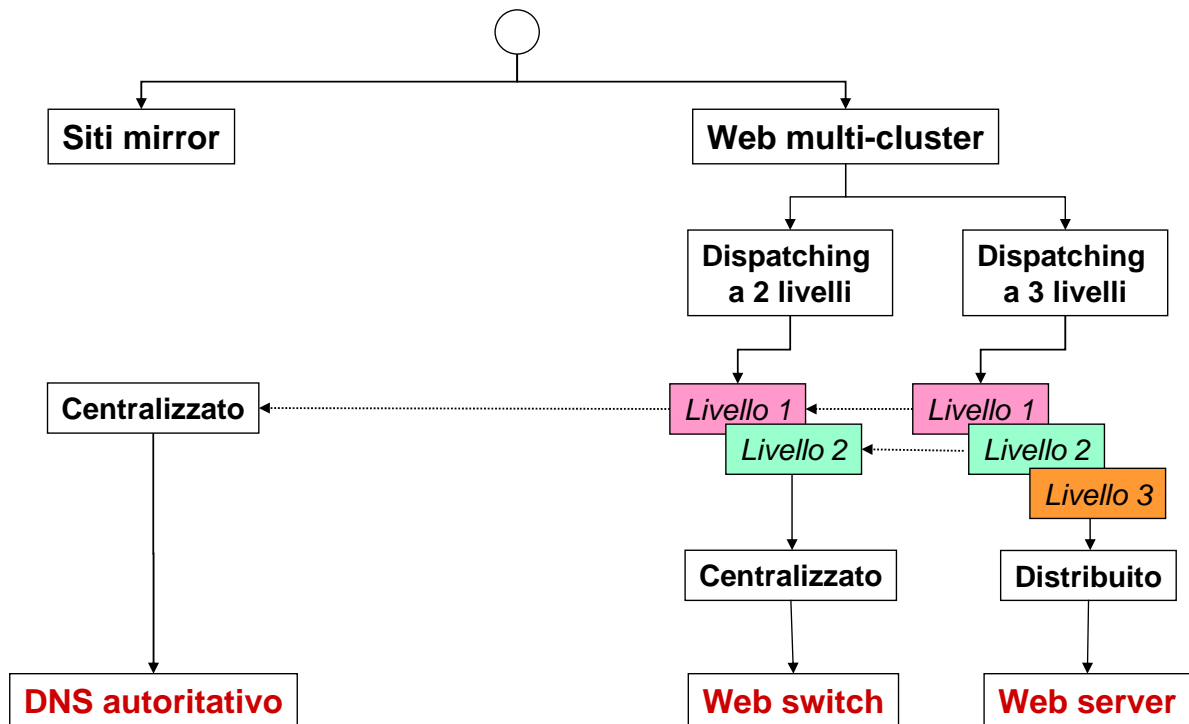 Siti mirror
Web multi-cluster
Dispatching
a 2 livelli
Dispatching
a 3 livelli
Centralizzato
Livello 1
Livello 1
Livello 2
Livello 2
Livello 3
Centralizzato
Distribuito
DNS autoritativo
Web switch
Web server